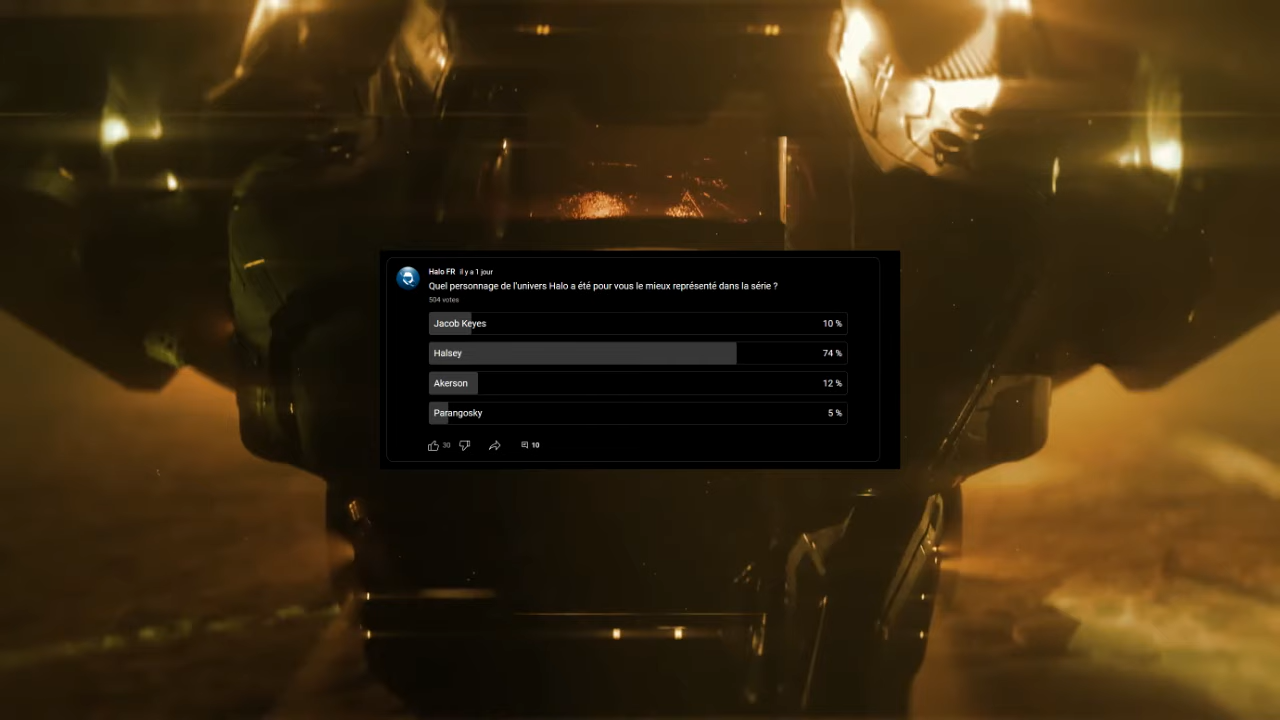 Halo FR il y a 1 jour
Quel personnage de l'univers Halo a été pour vous le mieux représenté dans la série ?
504 votes
Jacob Keyes 10 %
Halsey 74 %
Akerson 12 %
Parangosky 5 %
30 10